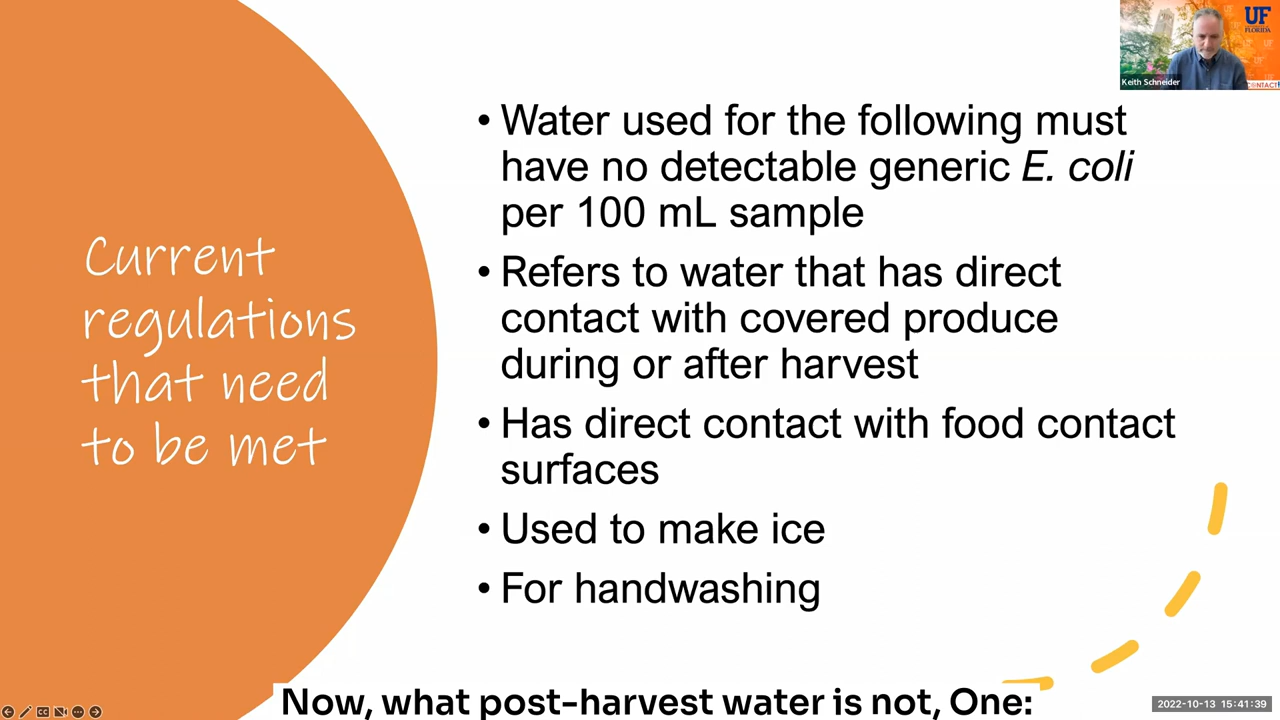 UF
FLORIDA
Keith Schneider
Current
regulations
that need
to be met
• Water used for the following must
have no detectable generic E. coli
per 100 mL sample
• Refers to water that has direct
contact with covered produce
during or after harvest
• Has direct contact with food contact
surfaces
• Used to make ice
• For handwashing
Now, what post-harvest water is not, One:
2022-10-13 15:41:39